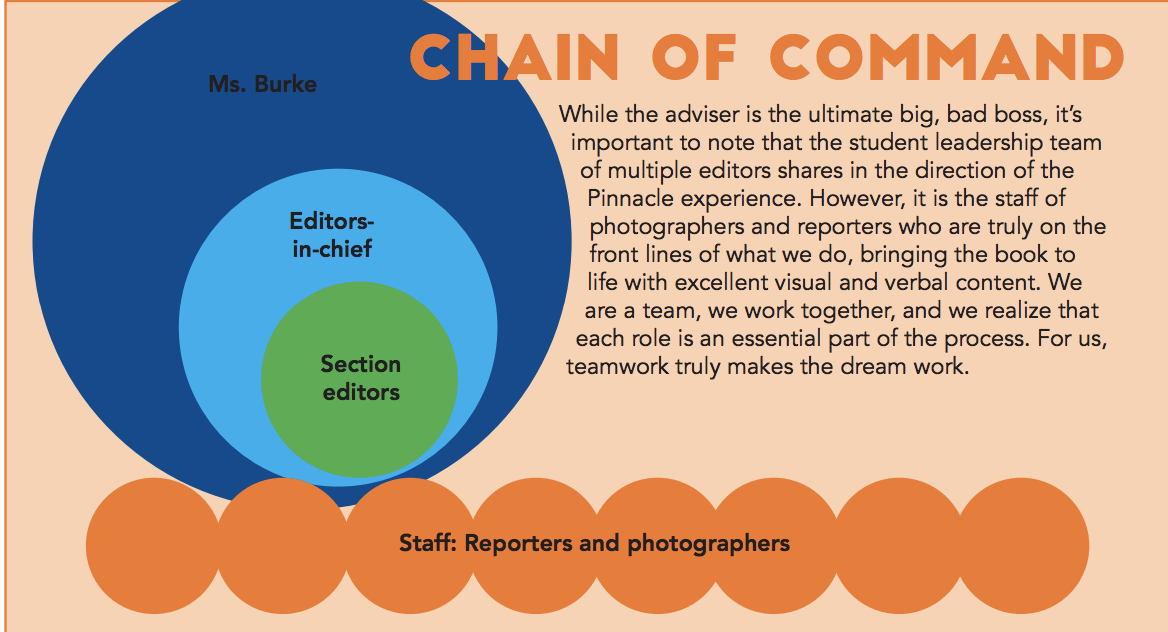 CHAIN OF COMMAND
Ms. Burke
While the adviser is the ultimate big, bad boss, it's
important to note that the student leadership team
of multiple editors shares in the direction of the
Pinnacle experience. However, it is the staff of
photographers and reporters who are truly on the
front lines of what we do, bringing the book to
life with excellent visual and verbal content. We
are a team, we work together, and we realize that
each role is an essential part of the process. For us,
teamwork truly makes the dream work.
Editors-
in-chief
Section
editors
Staff: Reporters and photographers